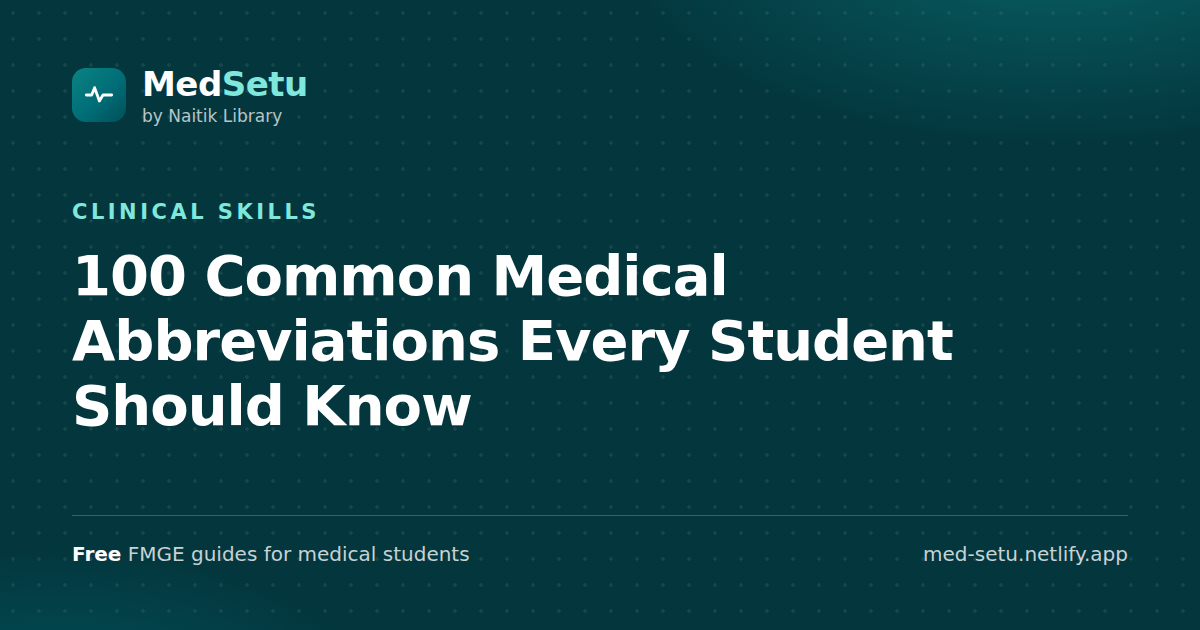 MedSetu
by Naitik Library
CLINICAL SKILLS
100 Common Medical
Abbreviations Every Student
Should Know
Free FMGE guides for medical students
med-setu.netlify.app